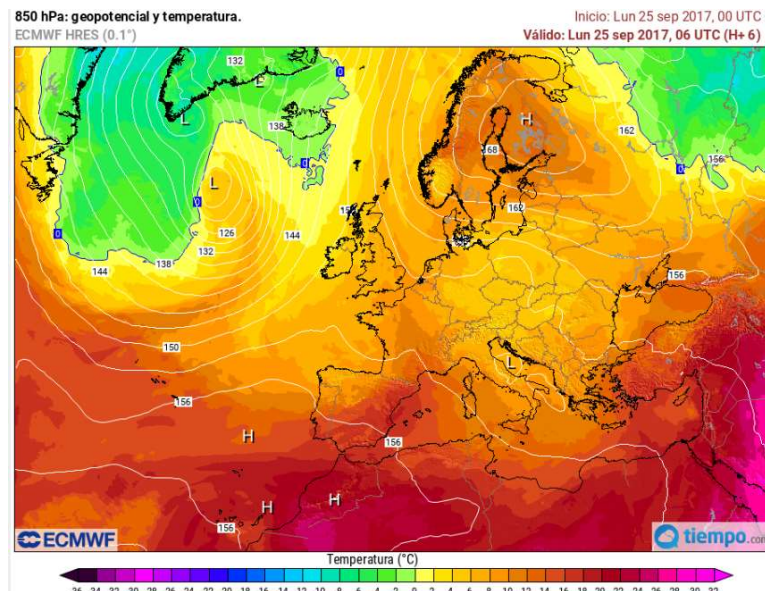 850 hPa: geopotencial y temperatura.
Inicio: Lun 25 sep 2017, 00 UTC
ECMWF HRES (0.1°)
Válido: Lun 25 sep 2017, 06 UTC (H+ 6)
132
0
L
L
138
H
162
168
156
0
0
L
0
162
126
144
0
132
138
144
156
150
L
156
H
156
H
H
156
ECMWF
tiempo.com
Temperatura (°C)
36 34 32 30 28 26 24 22 20 18 16 14 12 10 8 6 4 2 0 2 4 6 8 10 12 14 16 18 20 22 24 26 28 30 32